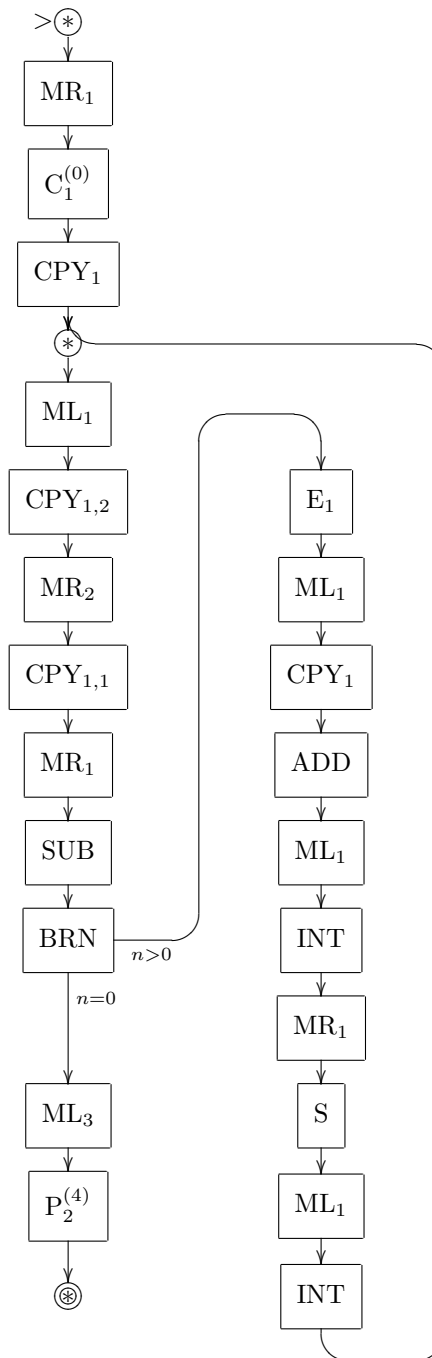 >⊛
MR₁
C₁⁽⁰⁾
CPY₁
⊛
ML₁
CPY₁,₂
MR₂
CPY₁,₁
MR₁
SUB
BRN
n>0
n=0
ML₃
P₂⁽⁴⁾
⊛
E₁
ML₁
CPY₁
ADD
ML₁
INT
MR₁
S
ML₁
INT